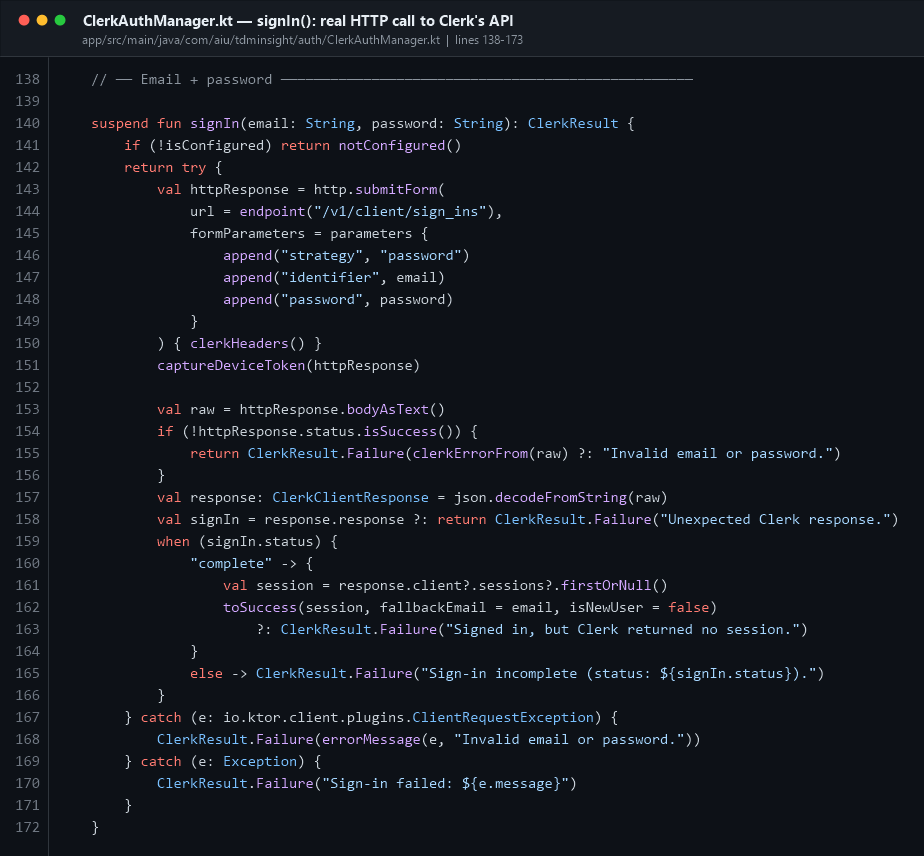 ClerkAuthManager.kt — signIn(): real HTTP call to Clerk's API
app/src/main/java/com/aiu/tdminsight/auth/ClerkAuthManager.kt | lines 138-173
138 // —— Email + password ——————————————————————————————————————————————————
139
140 suspend fun signIn(email: String, password: String): ClerkResult {
141     if (!isConfigured) return notConfigured()
142     return try {
143         val httpResponse = http.submitForm(
144             url = endpoint("/v1/client/sign_ins"),
145             formParameters = parameters {
146                 append("strategy", "password")
147                 append("identifier", email)
148                 append("password", password)
149             }
150         ) { clerkHeaders() }
151         captureDeviceToken(httpResponse)
152
153         val raw = httpResponse.bodyAsText()
154         if (!httpResponse.status.isSuccess()) {
155             return ClerkResult.Failure(clerkErrorFrom(raw) ?: "Invalid email or password.")
156         }
157         val response: ClerkClientResponse = json.decodeFromString(raw)
158         val signIn = response.response ?: return ClerkResult.Failure("Unexpected Clerk response.")
159         when (signIn.status) {
160             "complete" -> {
161                 val session = response.client?.sessions?.firstOrNull()
162                 toSuccess(session, fallbackEmail = email, isNewUser = false)
163                     ?: ClerkResult.Failure("Signed in, but Clerk returned no session.")
164             }
165             else -> ClerkResult.Failure("Sign-in incomplete (status: ${signIn.status}).")
166         }
167     } catch (e: io.ktor.client.plugins.ClientRequestException) {
168         ClerkResult.Failure(errorMessage(e, "Invalid email or password."))
169     } catch (e: Exception) {
170         ClerkResult.Failure("Sign-in failed: ${e.message}")
171     }
172 }